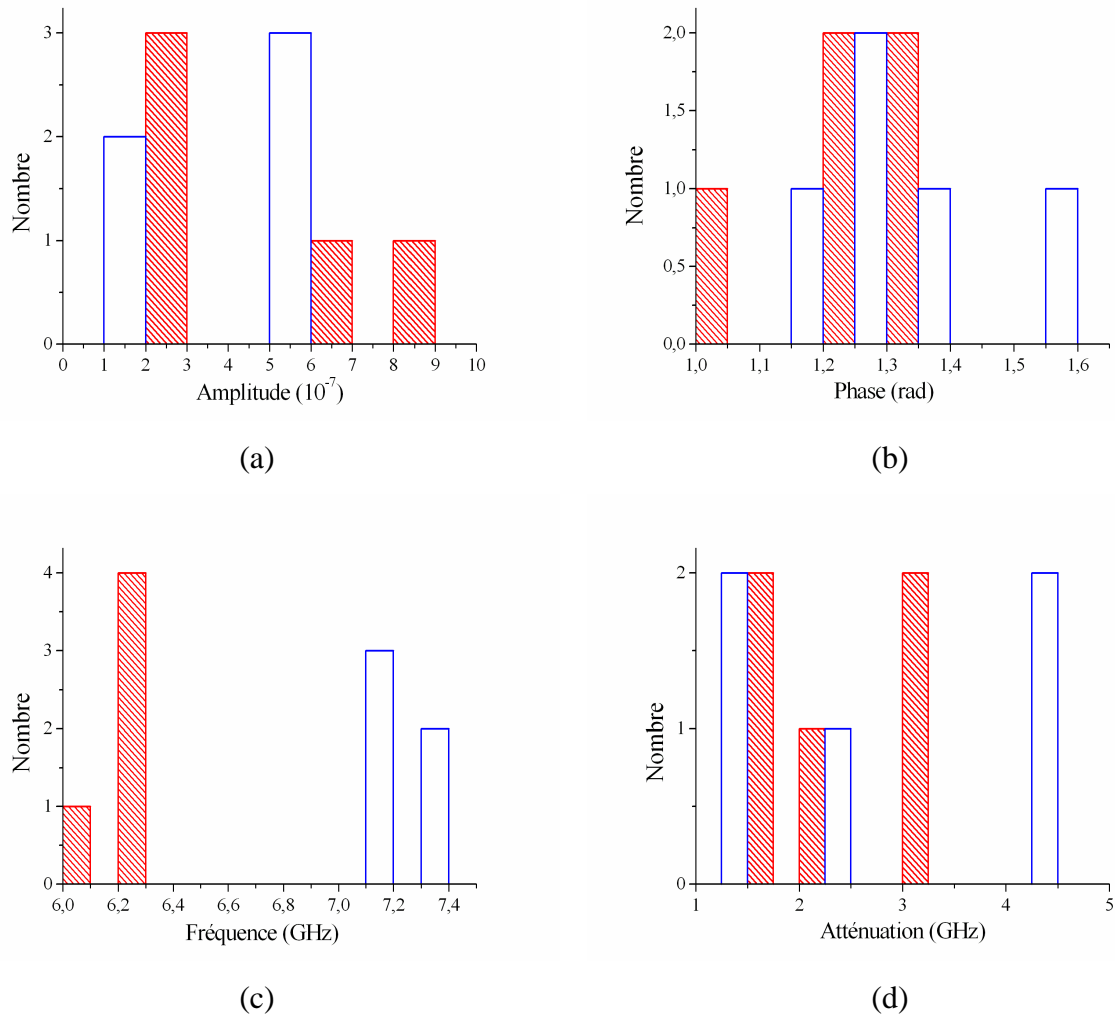 Nombre
3
2
1
0
0 1 2 3 4 5 6 7 8 9 10
Amplitude (10-7)
(a)
Nombre
2,0
1,5
1,0
0,5
0,0
1,0 1,1 1,2 1,3 1,4 1,5 1,6
Phase (rad)
(b)
Nombre
4
3
2
1
0
6,0 6,2 6,4 6,6 6,8 7,0 7,2 7,4
Fréquence (GHz)
(c)
Nombre
2
1
0
1 2 3 4 5
Atténuation (GHz)
(d)